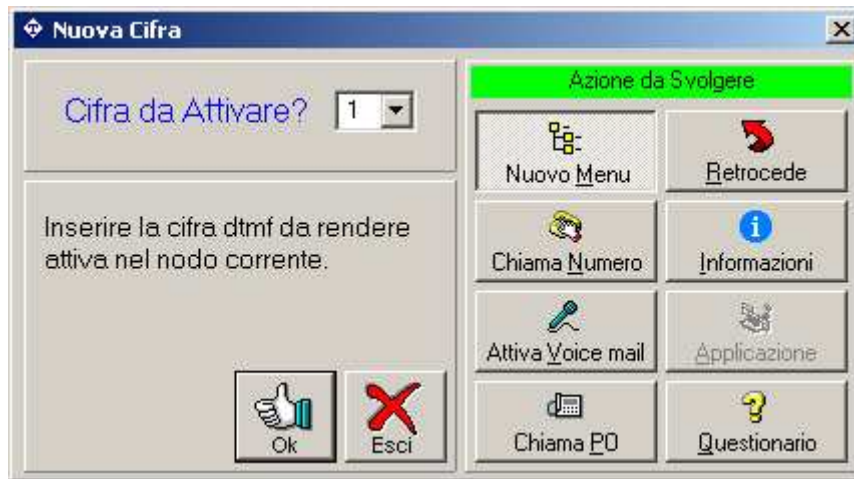 Nuova Cifra
Cifra da Attivare? 1
Inserire la cifra dtmf da rendere
attiva nel nodo corrente.
Ok
Esci
Azione da Svolgere
Nuovo Menu
Retrocede
Chiama Numero
Informazioni
Attiva Voice mail
Applicazione
Chiama PO
Questionario